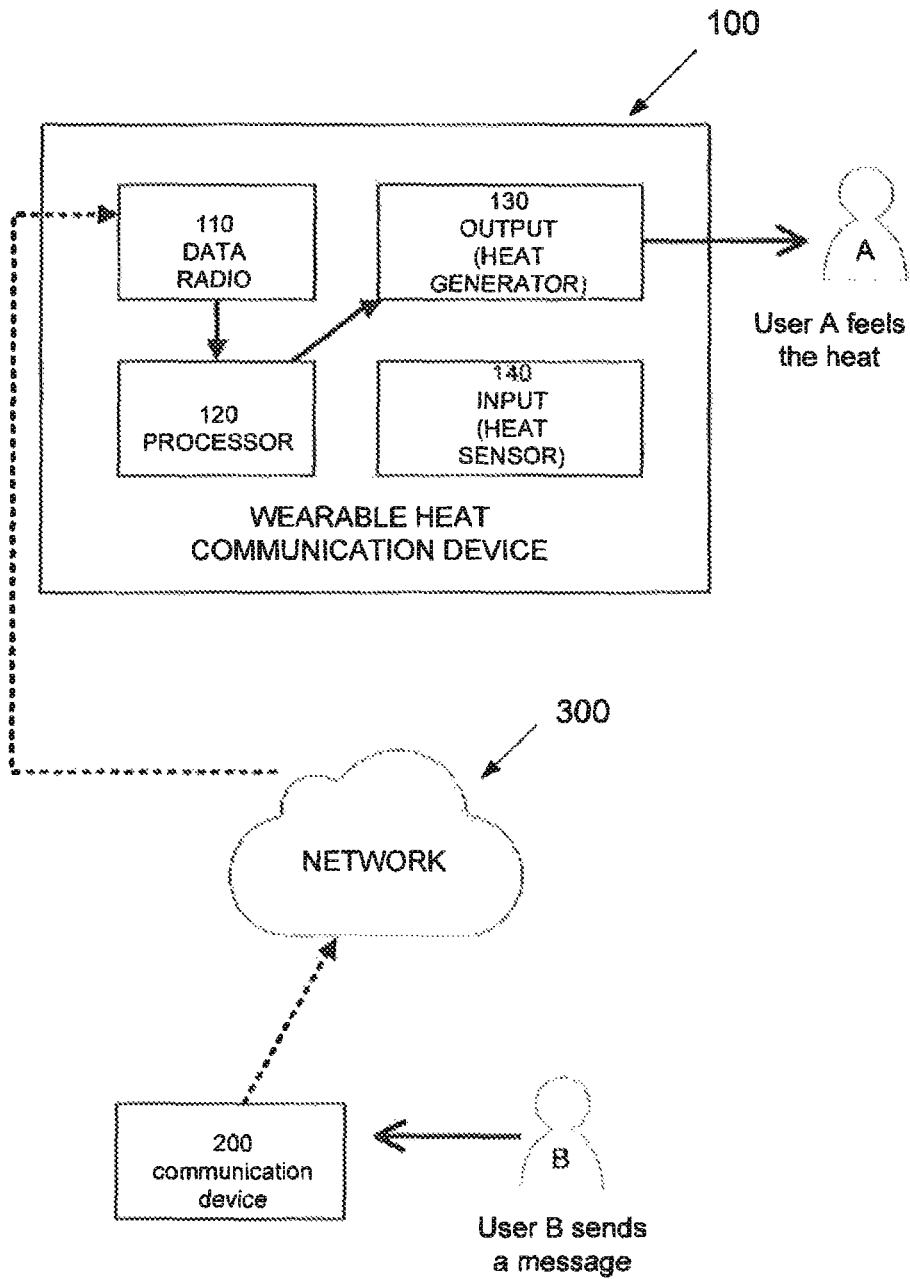 100
110
DATA
RADIO
130
OUTPUT
(HEAT
GENERATOR)
A
User A feels
the heat
120
PROCESSOR
140
INPUT
(HEAT
SENSOR)
WEARABLE HEAT
COMMUNICATION DEVICE
300
NETWORK
200
communication
device
B
User B sends
a message